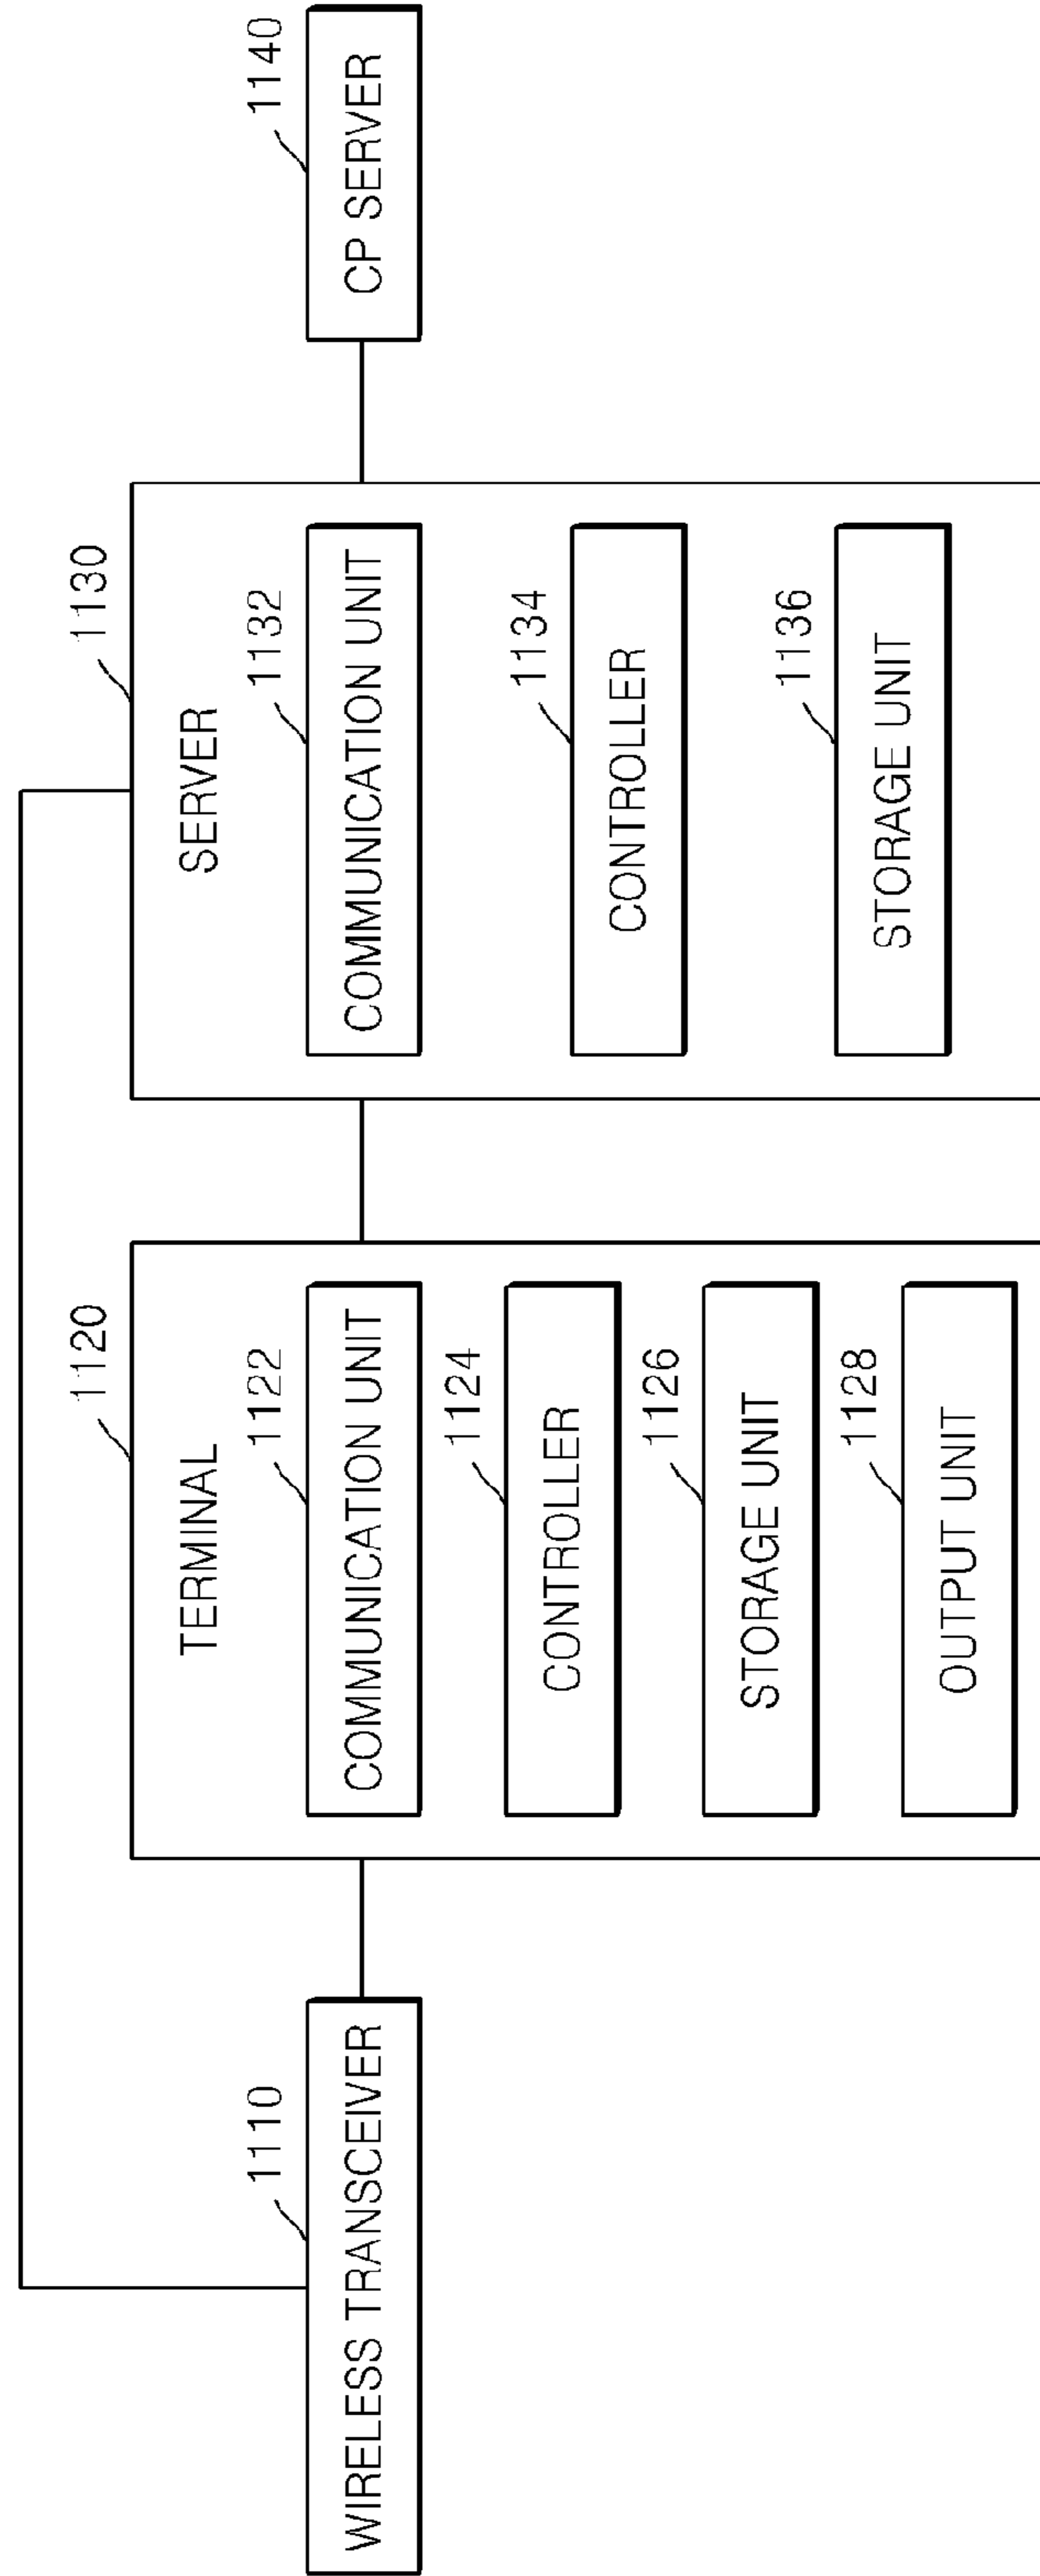 1130
1120
SERVER
TERMINAL
1110
1122
1132
1140
WIRELESS TRANSCEIVER
COMMUNICATION UNIT
COMMUNICATION UNIT
CP SERVER
1124
CONTROLLER
1134
CONTROLLER
1126
STORAGE UNIT
1136
STORAGE UNIT
1128
OUTPUT UNIT